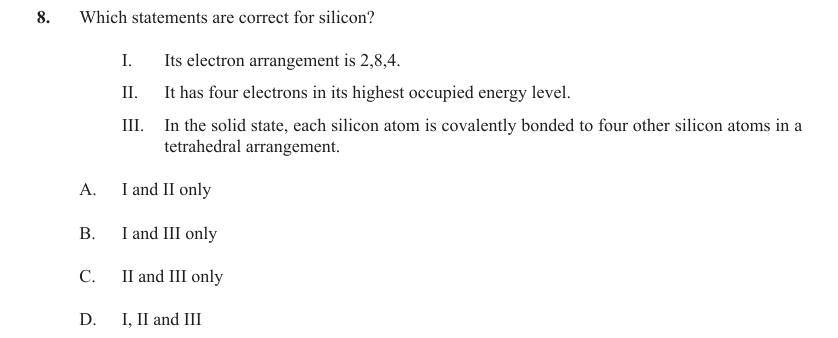 8. Which statements are correct for silicon?
I. Its electron arrangement is 2,8,4.
II. It has four electrons in its highest occupied energy level.
III. In the solid state, each silicon atom is covalently bonded to four other silicon atoms in a
tetrahedral arrangement.
A. I and II only
B. I and III only
C. II and III only
D. I, II and III